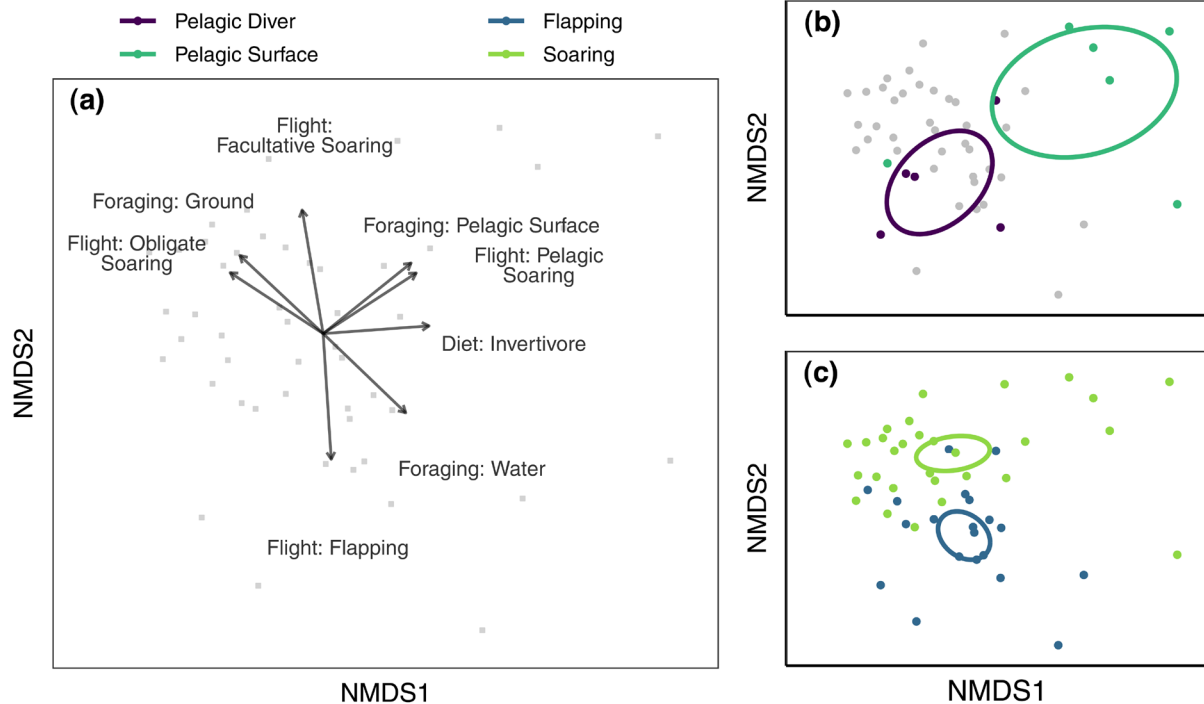 Pelagic Diver
Flapping
Pelagic Surface
Soaring
(a)
Flight:
Facultative Soaring
Foraging: Ground
Foraging: Pelagic Surface
Flight: Obligate
Soaring
Flight: Pelagic
Soaring
Diet: Invertivore
Foraging: Water
Flight: Flapping
NMDS2
NMDS1
(b)
NMDS2
(c)
NMDS2
NMDS1